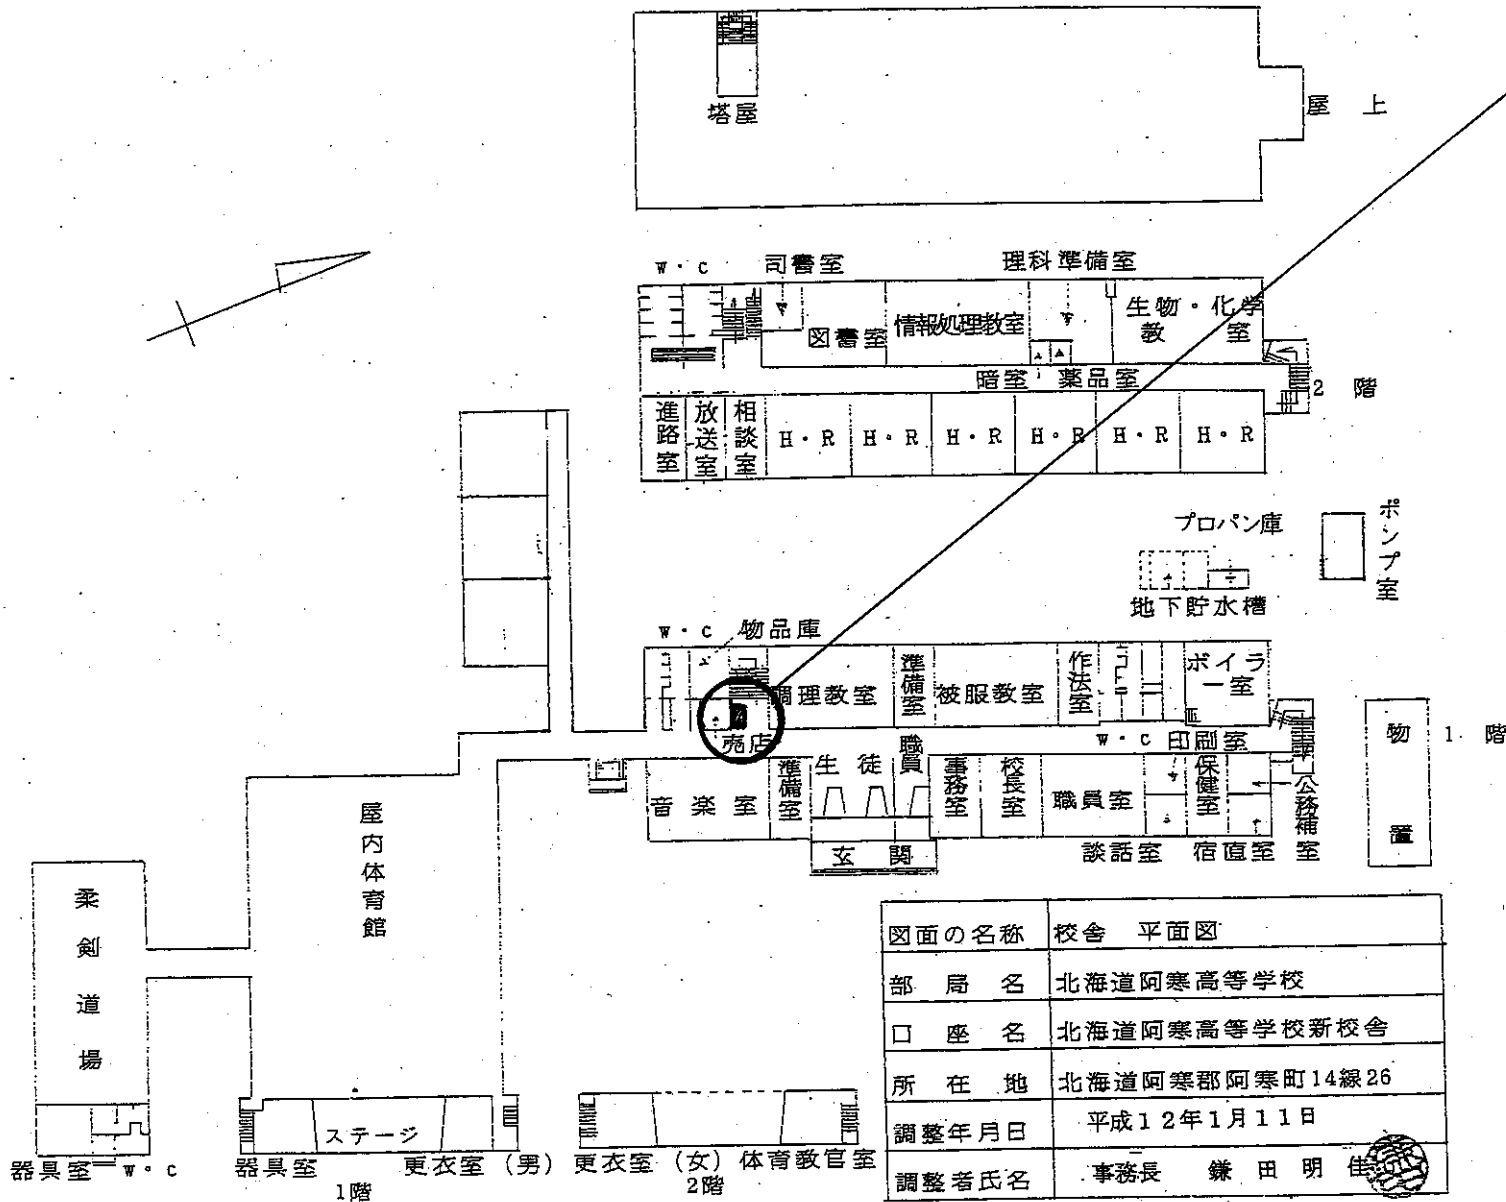 塔屋
屋上
W・C 司書室 理科準備室
図書室 情報処理教室 生物・化学教室
暗室 薬品室
2階
進路室 放送室 相談室 H・R H・R H・R H・R H・R H・R
プロパン庫
ポンプ室
地下貯水槽
W・C 物品庫
調理教室 準備室 被服教室 作法室 ボイラー室
売店 W・C 印刷室
物置
1階
音楽室 準備室 生徒 職員 事務室 校長室 職員室 保健室 公務補室
玄関 談話室 宿直室
屋内体育館
柔剣道場
ステージ
器具室 W・C 器具室 更衣室(男) 更衣室(女) 体育教官室
1階 2階
図面の名称 校舎 平面図
部局名 北海道阿寒高等学校
口座名 北海道阿寒高等学校新校舎
所在地 北海道阿寒郡阿寒町14線26
調整年月日 平成12年1月11日
調整者氏名 事務長 鎌田明佳